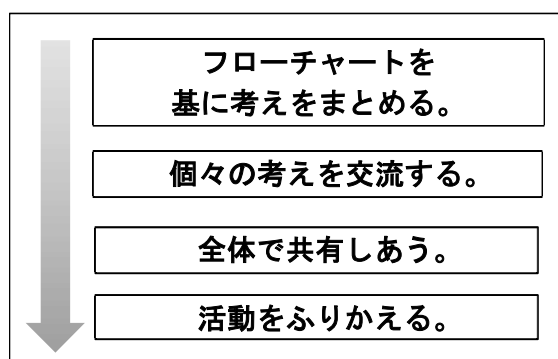 フローチャートを
基に考えをまとめる。
個々の考えを交流する。
全体で共有しあう。
活動をふりかえる。